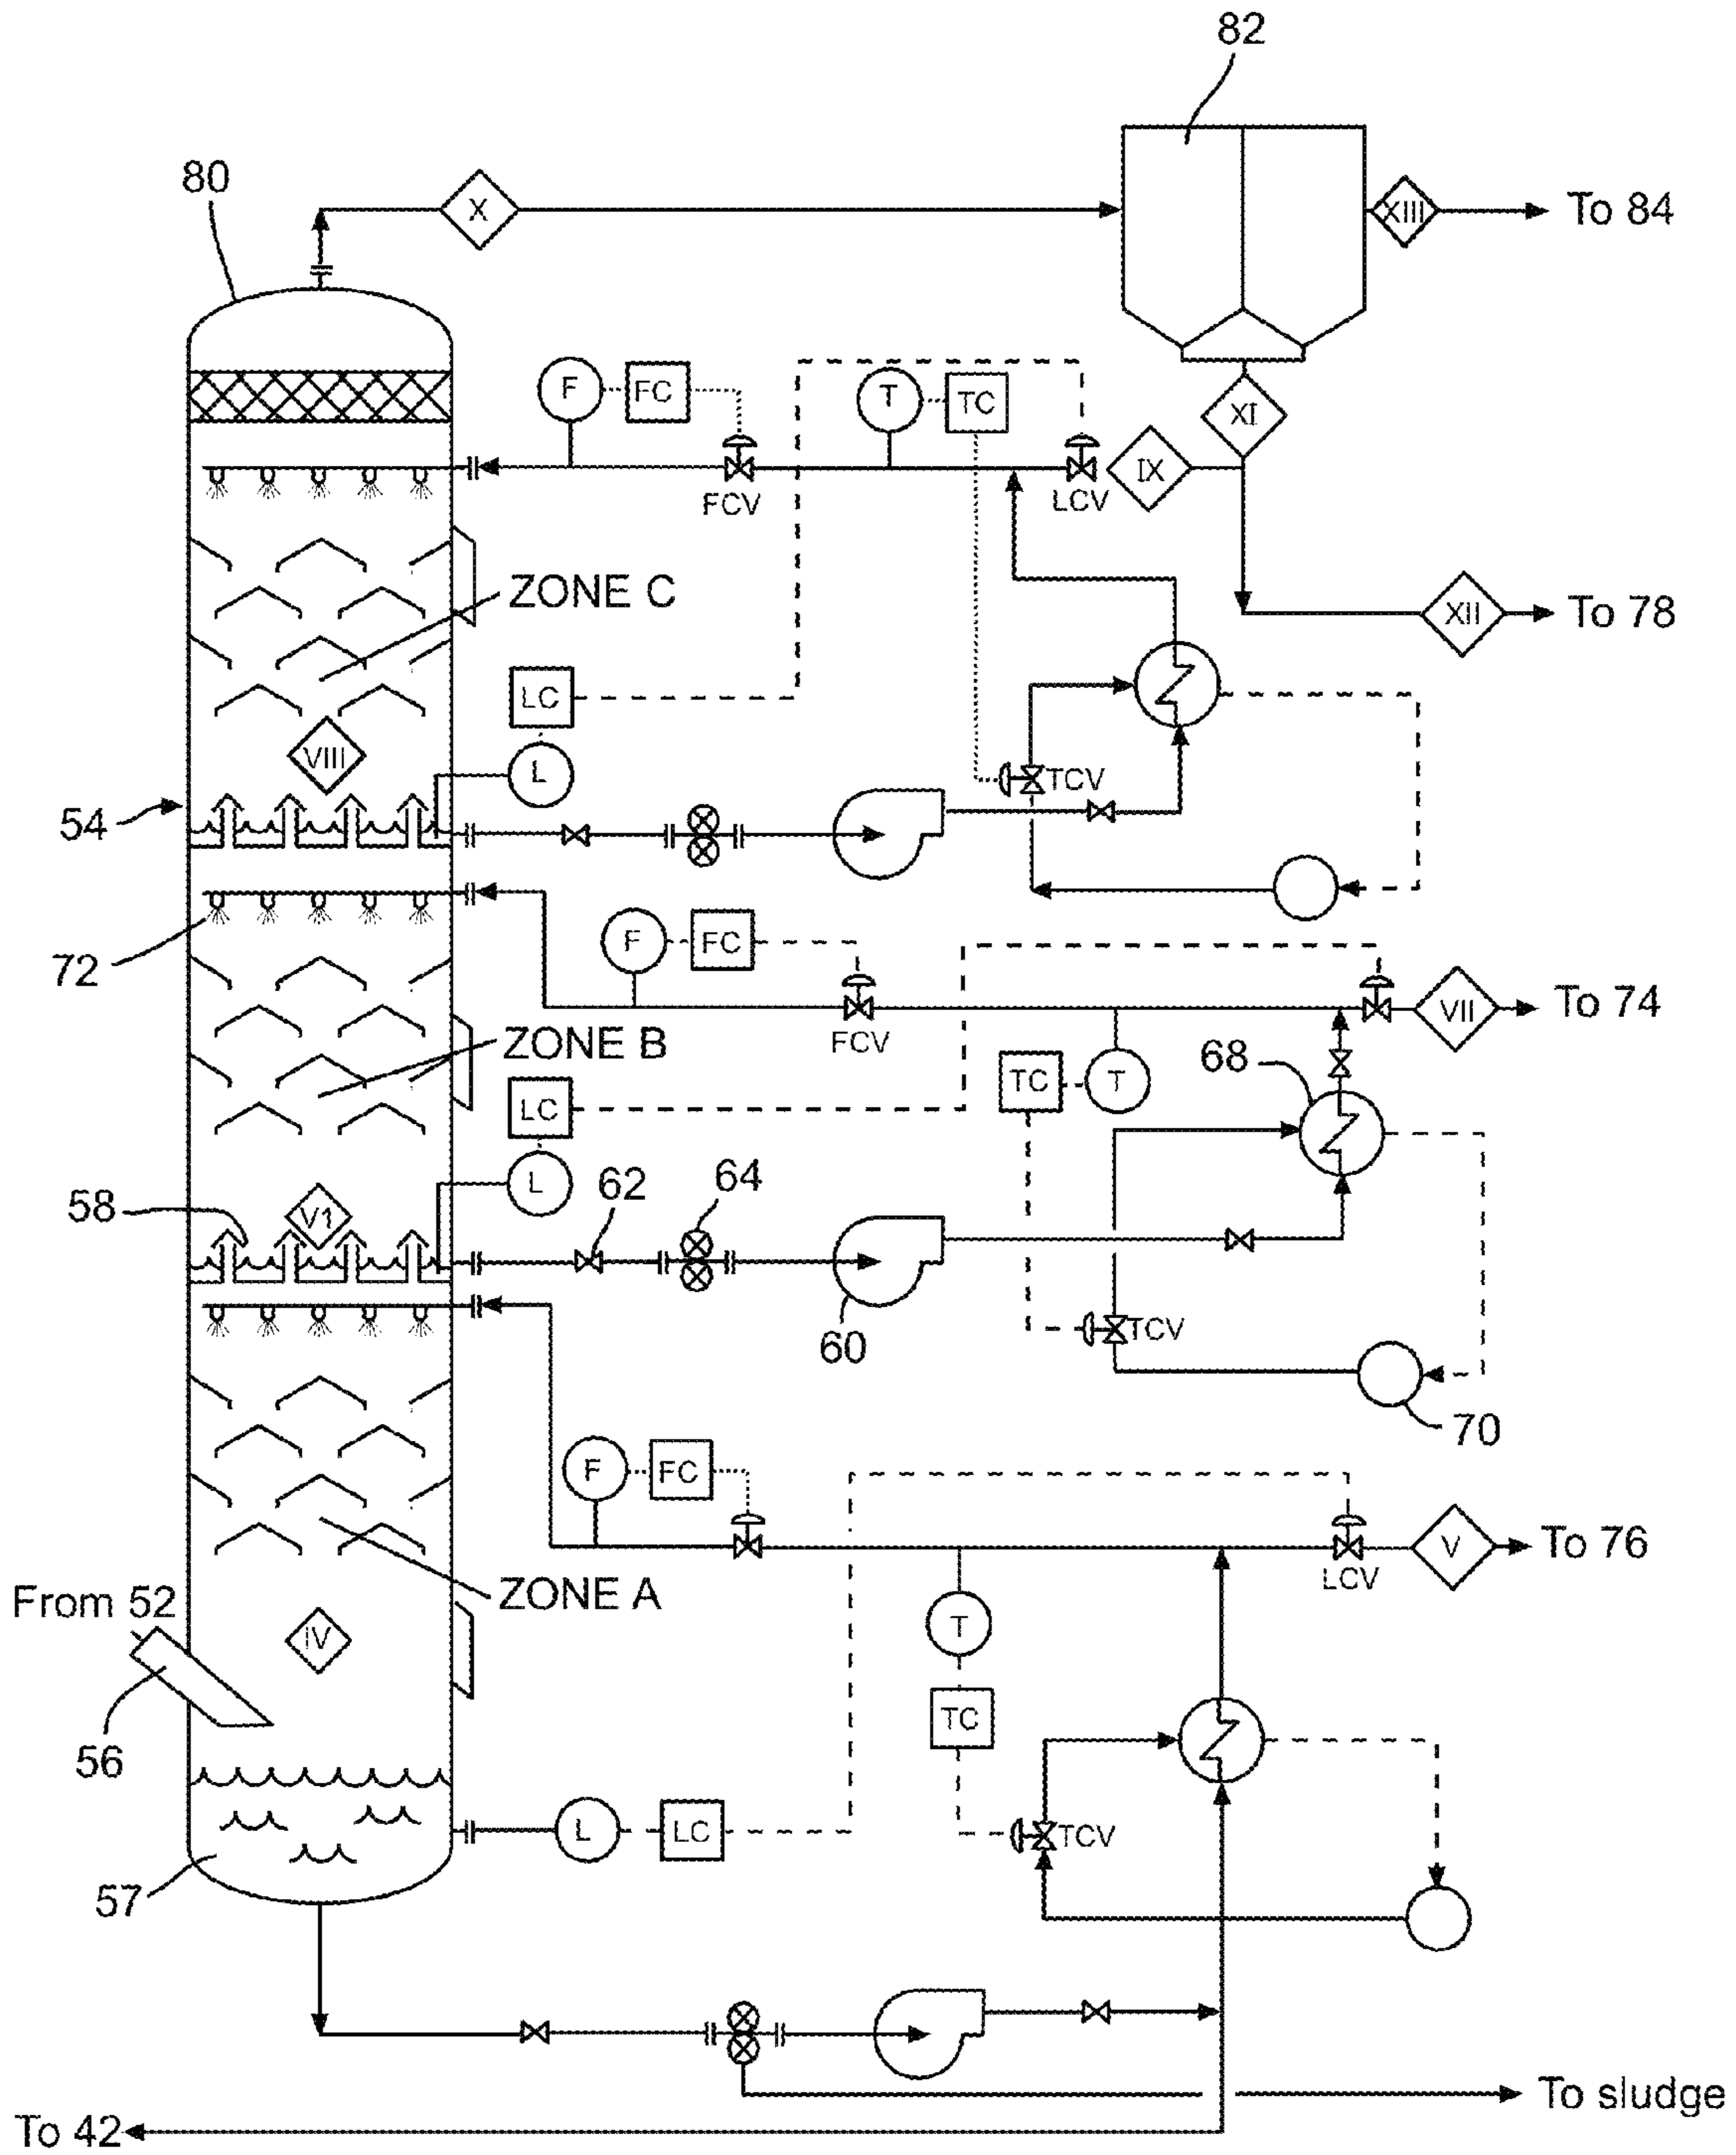 82
80
X
XIII
To 84
F
FC
T
TC
XI
IX
FCV
LCV
ZONE C
XII
To 78
LC
VIII
L
TCV
54
F
FC
72
VII
To 74
FCV
ZONE B
TC
T
68
LC
L
62
64
58
V1
TCV
60
70
F
FC
V
To 76
LCV
ZONE A
From 52
T
IV
TC
56
L
LC
TCV
57
To sludge
To 42